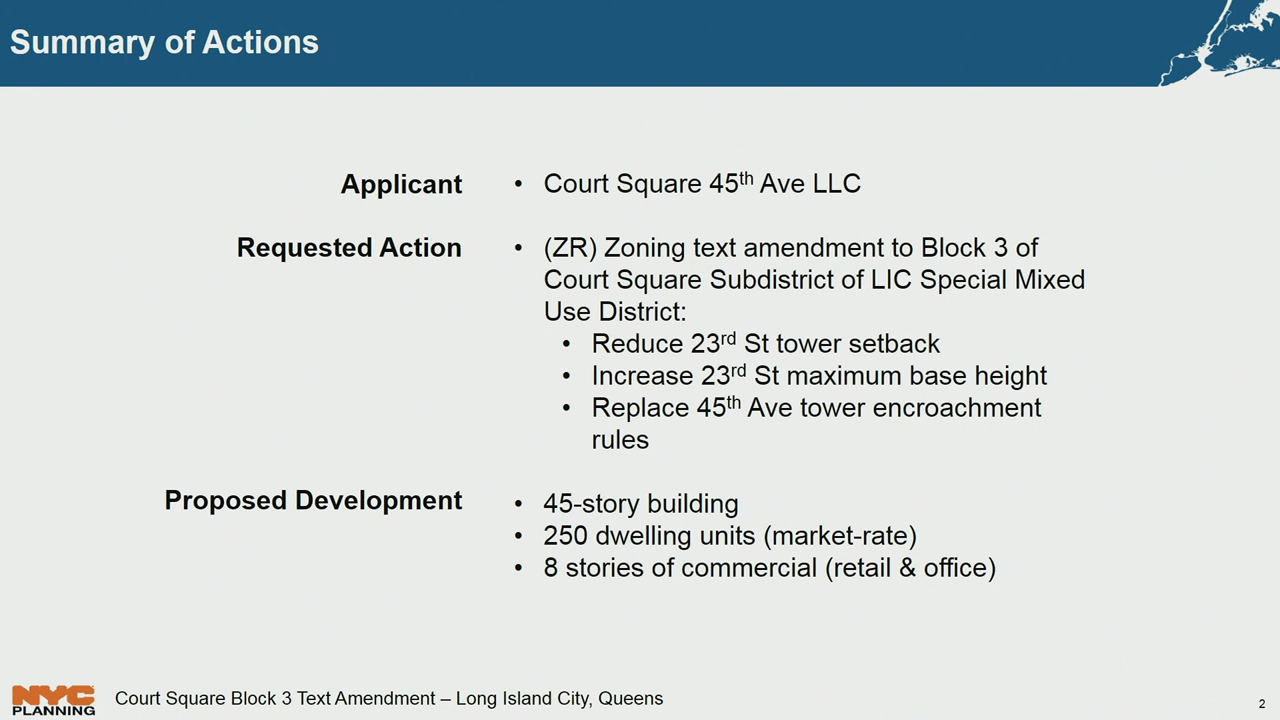 Summary of Actions
Applicant
• Court Square 45th Ave LLC
Requested Action
• (ZR) Zoning text amendment to Block 3 of
Court Square Subdistrict of LIC Special Mixed
Use District:
• Reduce 23rd St tower setback
• Increase 23rd St maximum base height
• Replace 45th Ave tower encroachment
rules
Proposed Development
• 45-story building
• 250 dwelling units (market-rate)
• 8 stories of commercial (retail & office)
NYC
PLANNING
Court Square Block 3 Text Amendment – Long Island City, Queens
2